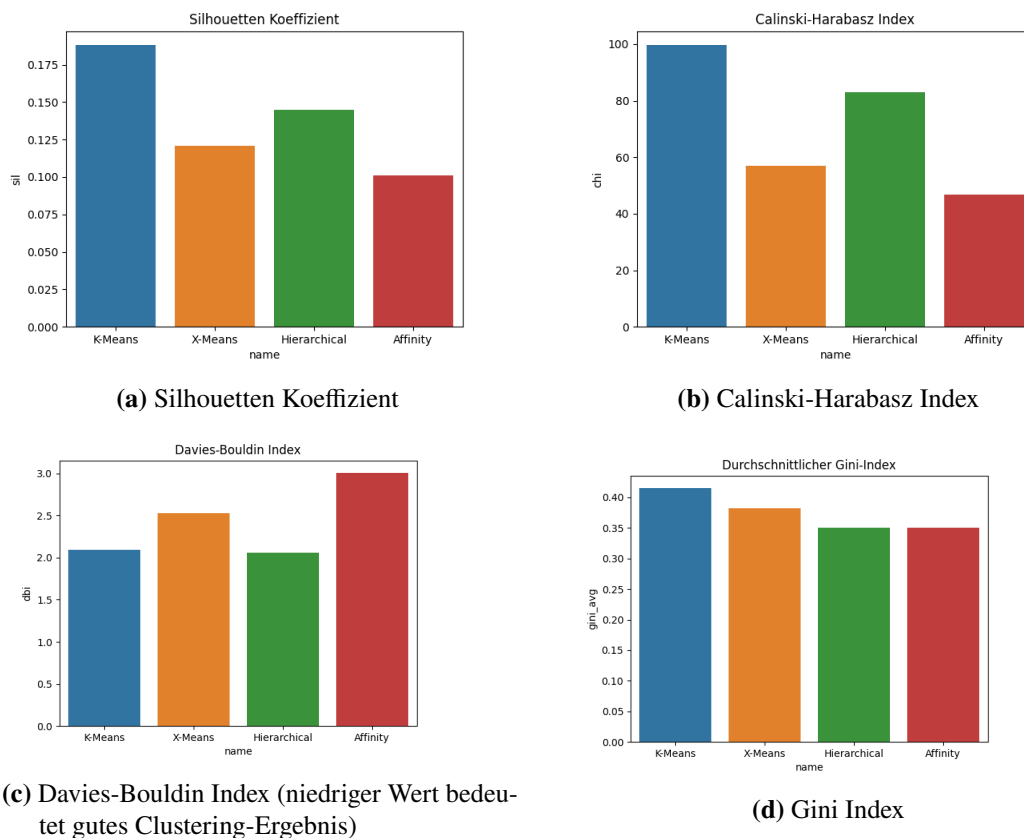 Silhouetten Koeffizient
0.175
0.150
0.125
0.100
0.075
0.050
0.025
0.000
sil
K-Means X-Means Hierarchical Affinity
name
(a) Silhouetten Koeffizient
Calinski-Harabasz Index
100
80
60
40
20
0
chi
K-Means X-Means Hierarchical Affinity
name
(b) Calinski-Harabasz Index
Davies-Bouldin Index
3.0
2.5
2.0
1.5
1.0
0.5
0.0
dbi
K-Means X-Means Hierarchical Affinity
name
(c) Davies-Bouldin Index (niedriger Wert bedeu-
tet gutes Clustering-Ergebnis)
Durchschnittlicher Gini-Index
0.40
0.35
0.30
0.25
0.20
0.15
0.10
0.05
0.00
gini_avg
K-Means X-Means Hierarchical Affinity
name
(d) Gini Index